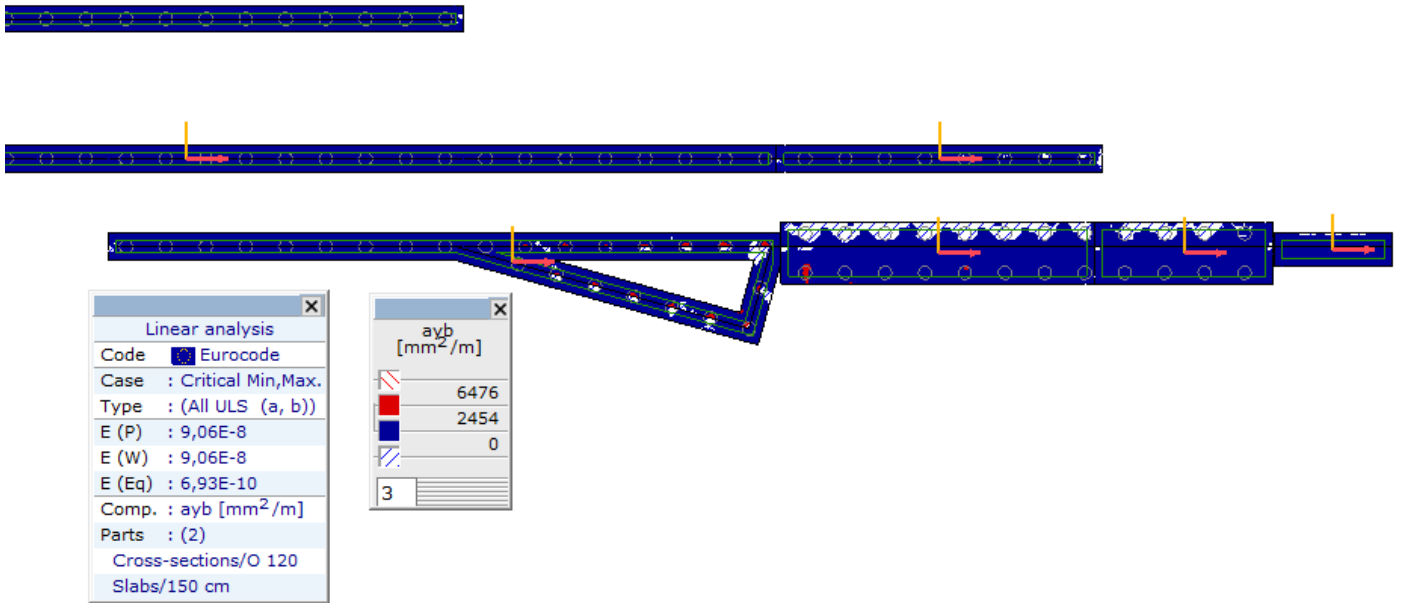 Linear analysis
Code Eurocode
Case : Critical Min,Max.
Type : (All ULS (a, b))
E (P) : 9,06E-8
E (W) : 9,06E-8
E (Eq) : 6,93E-10
Comp. : ayb [mm²/m]
Parts : (2)
Cross-sections/O 120
Slabs/150 cm
ayb
[mm²/m]
6476
2454
0
3